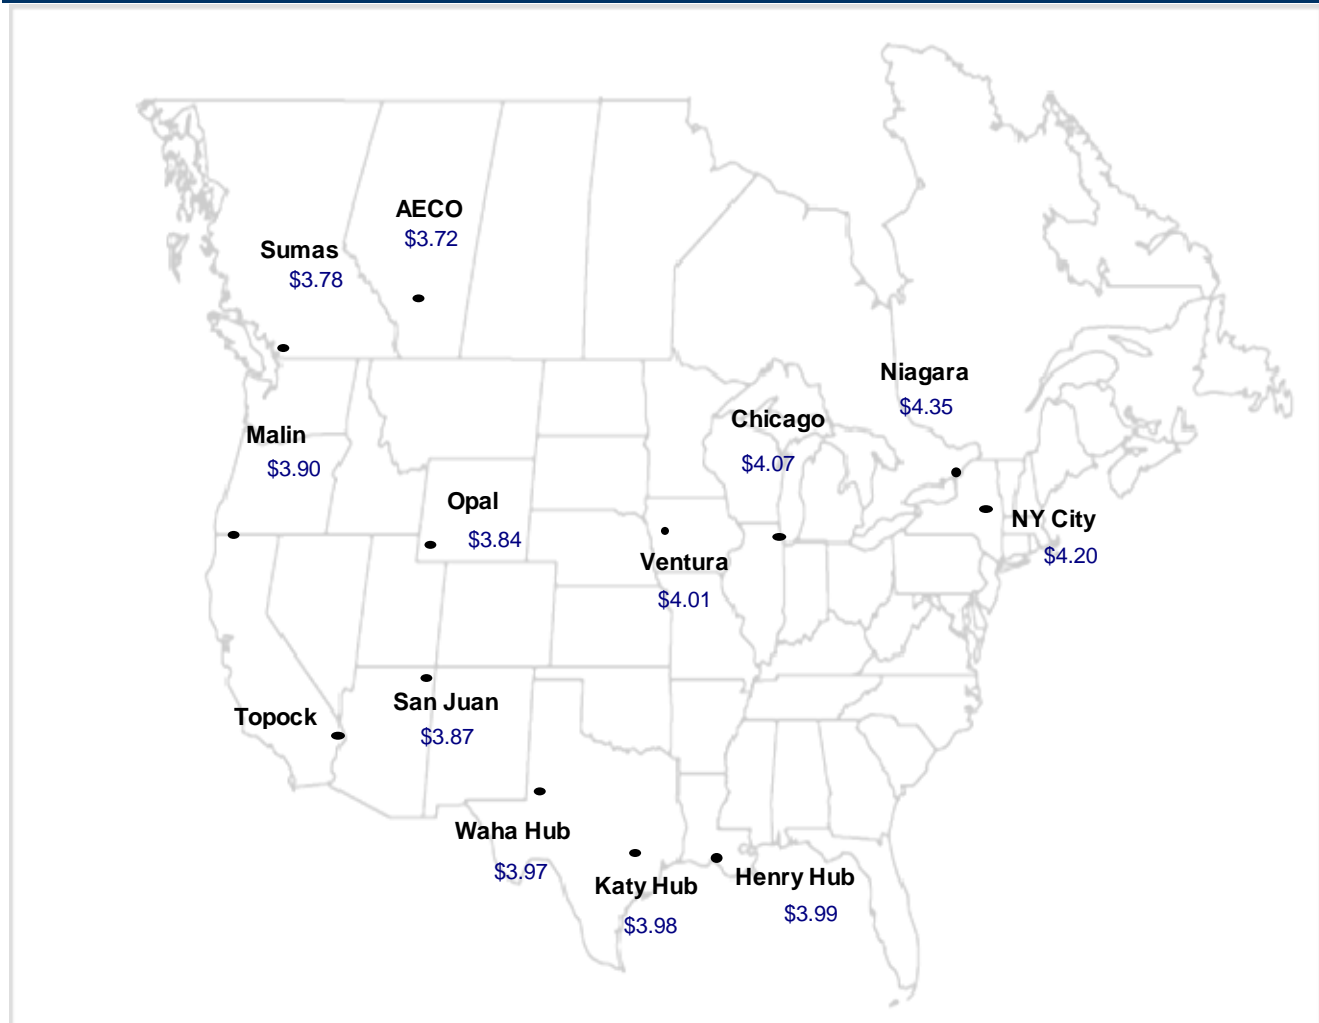 AECO
$3.72
Sumas
$3.78
Niagara
$4.35
Chicago
$4.07
Malin
$3.90
Opal
$3.84
NY City
$4.20
Ventura
$4.01
San Juan
$3.87
Topock
Waha Hub
$3.97
Katy Hub
$3.98
Henry Hub
$3.99